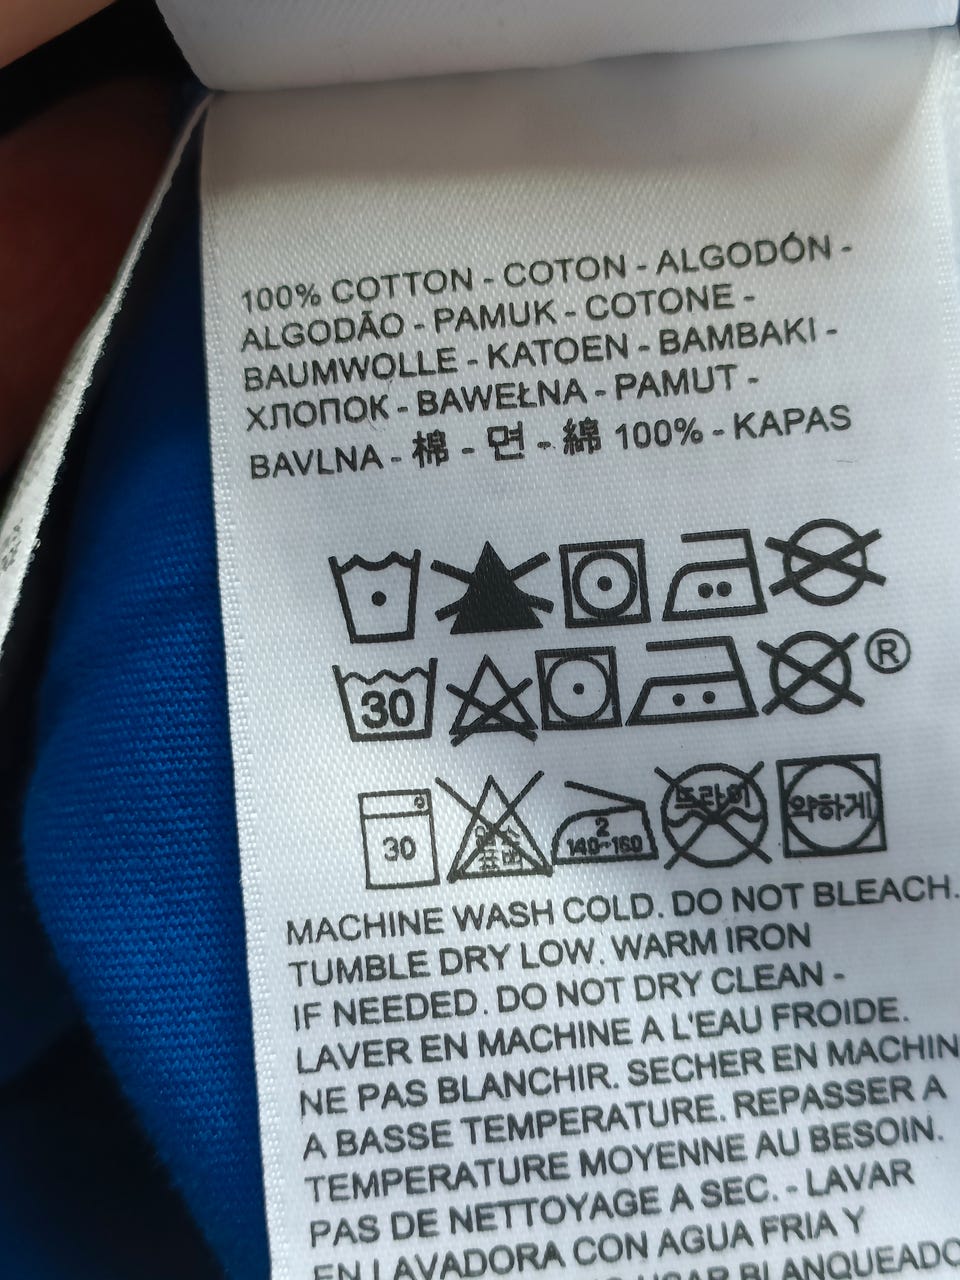 100% COTTON - COTON - ALGODÓN -
ALGODÃO - PAMUK - COTONE -
BAUMWOLLE - KATOEN - BAMBAKI -
ХЛОПОК - BAWEŁNA - PAMUT -
BAVLNA - 棉 - 면 - 綿 100% - KAPAS
®
30
30 2 140~160 드라이 약하게
MACHINE WASH COLD. DO NOT BLEACH.
TUMBLE DRY LOW. WARM IRON
IF NEEDED. DO NOT DRY CLEAN -
LAVER EN MACHINE A L'EAU FROIDE.
NE PAS BLANCHIR. SECHER EN MACHIN
A BASSE TEMPERATURE. REPASSER A
TEMPERATURE MOYENNE AU BESOIN.
PAS DE NETTOYAGE A SEC. - LAVAR
EN LAVADORA CON AGUA FRIA Y
USAR BLANQUEADO